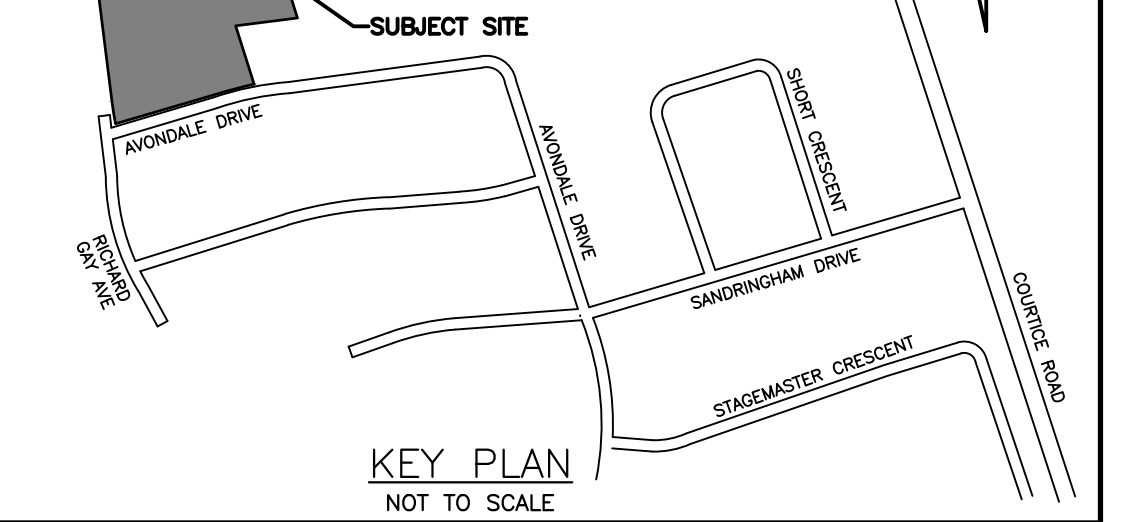 SUBJECT SITE
AVONDALE DRIVE
AVONDALE DRIVE
SHORT CRESCENT
RICHARD
GAY AVE
SANDRINGHAM DRIVE
COURTICE ROAD
STAGEMASTER CRESCENT
KEY PLAN
NOT TO SCALE